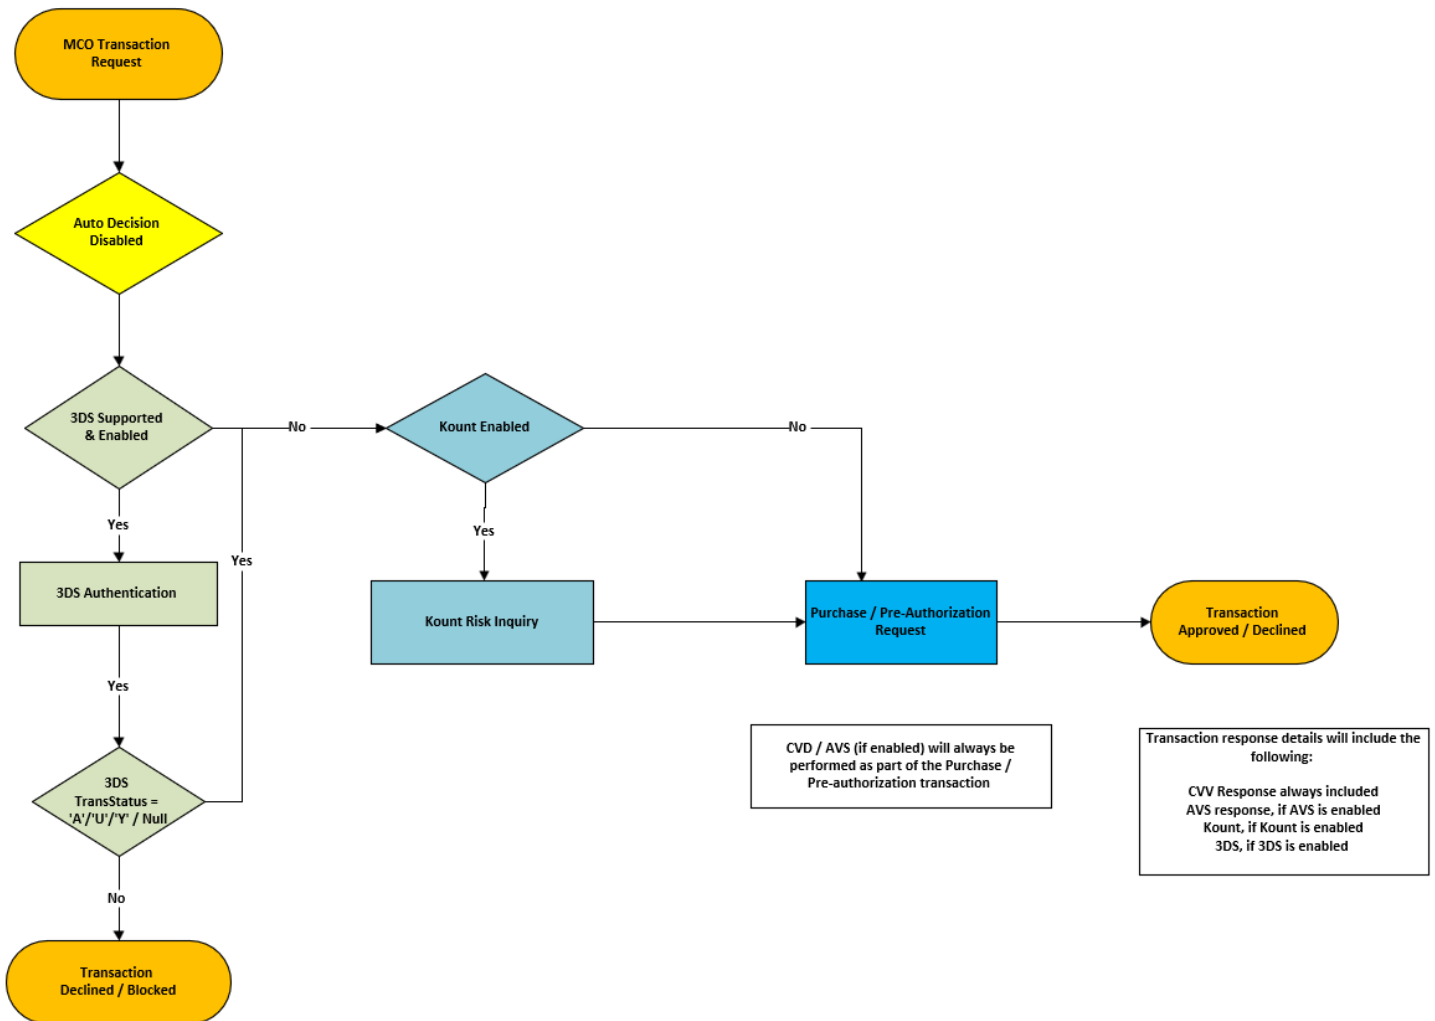 MCO Transaction
Request
Auto Decision
Disabled
3DS Supported
& Enabled
No
Kount Enabled
No
Yes
Yes
Yes
3DS Authentication
Kount Risk Inquiry
Purchase / Pre-Authorization
Request
Transaction
Approved / Declined
Yes
3DS
TransStatus =
'A'/'U'/'Y' / Null
CVD / AVS (if enabled) will always be
performed as part of the Purchase /
Pre-authorization transaction
Transaction response details will include the
following:
CVV Response always included
AVS response, if AVS is enabled
Kount, if Kount is enabled
3DS, if 3DS is enabled
No
Transaction
Declined / Blocked